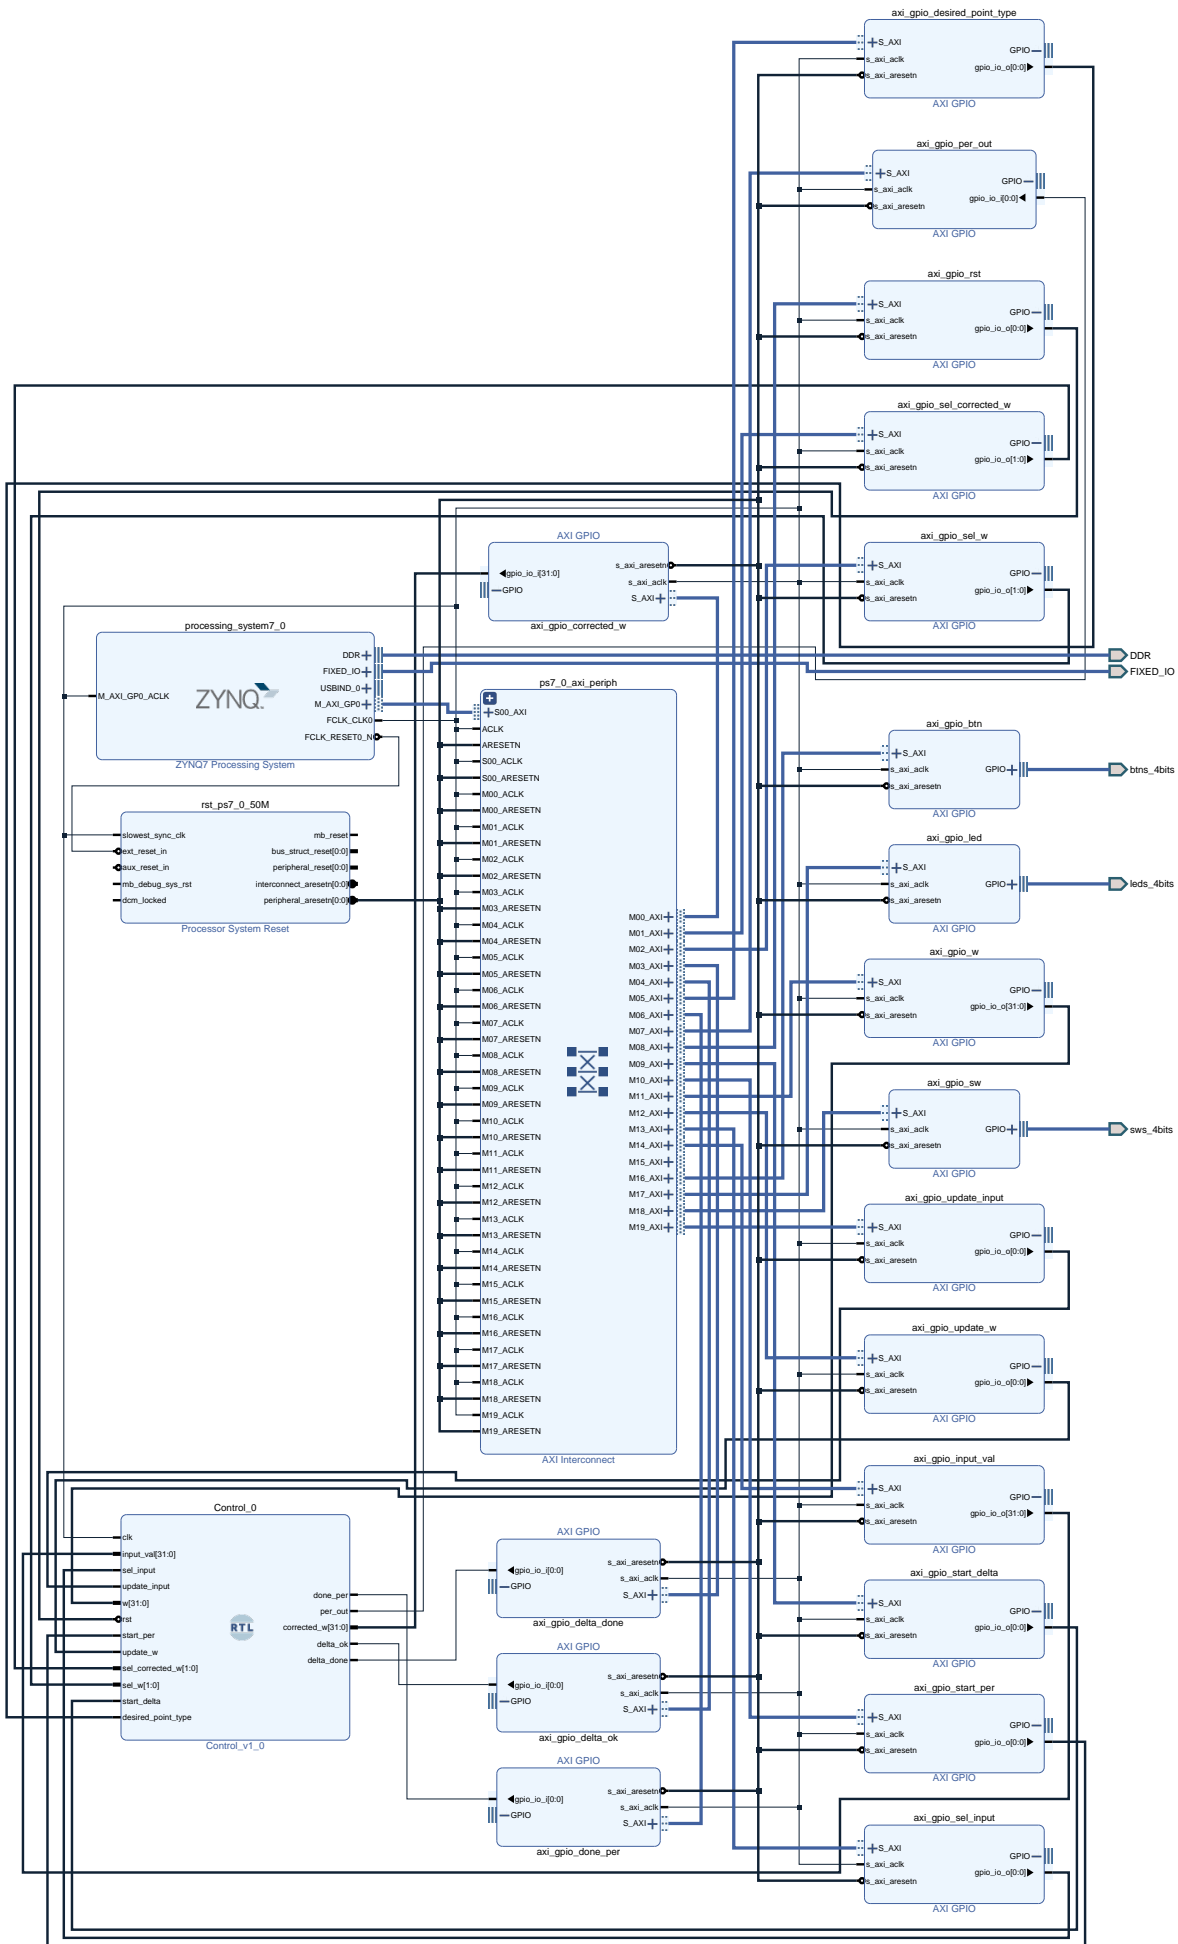 axi_gpio_desired_point_type
S_AXI
s_axi_aclk
s_axi_aresetn
GPIO
gpio_io_o[0:0]
AXI GPIO
axi_gpio_per_out
S_AXI
s_axi_aclk
s_axi_aresetn
GPIO
gpio_io_i[0:0]
AXI GPIO
axi_gpio_rst
S_AXI
s_axi_aclk
s_axi_aresetn
GPIO
gpio_io_o[0:0]
AXI GPIO
axi_gpio_sel_corrected_w
S_AXI
s_axi_aclk
s_axi_aresetn
GPIO
gpio_io_o[1:0]
AXI GPIO
axi_gpio_sel_w
S_AXI
s_axi_aclk
s_axi_aresetn
GPIO
gpio_io_o[1:0]
AXI GPIO
AXI GPIO
gpio_io_i[31:0]
GPIO
s_axi_aresetn
s_axi_aclk
S_AXI
axi_gpio_corrected_w
processing_system7_0
M_AXI_GP0_ACLK
ZYNQ
DDR
FIXED_IO
USBIND_0
M_AXI_GP0
FCLK_CLK0
FCLK_RESET0_N
ZYNQ7 Processing System
DDR
FIXED_IO
rst_ps7_0_50M
slowest_sync_clk
ext_reset_in
aux_reset_in
mb_debug_sys_rst
dcm_locked
mb_reset
bus_struct_reset[0:0]
peripheral_reset[0:0]
interconnect_aresetn[0:0]
peripheral_aresetn[0:0]
Processor System Reset
ps7_0_axi_periph
S00_AXI
ACLK
ARESETN
S00_ACLK
S00_ARESETN
M00_ACLK
M00_ARESETN
M01_ACLK
M01_ARESETN
M02_ACLK
M02_ARESETN
M03_ACLK
M03_ARESETN
M04_ACLK
M04_ARESETN
M05_ACLK
M05_ARESETN
M06_ACLK
M06_ARESETN
M07_ACLK
M07_ARESETN
M08_ACLK
M08_ARESETN
M09_ACLK
M09_ARESETN
M10_ACLK
M10_ARESETN
M11_ACLK
M11_ARESETN
M12_ACLK
M12_ARESETN
M13_ACLK
M13_ARESETN
M14_ACLK
M14_ARESETN
M15_ACLK
M15_ARESETN
M16_ACLK
M16_ARESETN
M17_ACLK
M17_ARESETN
M18_ACLK
M18_ARESETN
M19_ACLK
M19_ARESETN
M00_AXI
M01_AXI
M02_AXI
M03_AXI
M04_AXI
M05_AXI
M06_AXI
M07_AXI
M08_AXI
M09_AXI
M10_AXI
M11_AXI
M12_AXI
M13_AXI
M14_AXI
M15_AXI
M16_AXI
M17_AXI
M18_AXI
M19_AXI
AXI Interconnect
axi_gpio_btn
S_AXI
s_axi_aclk
s_axi_aresetn
GPIO
AXI GPIO
btns_4bits
axi_gpio_led
S_AXI
s_axi_aclk
s_axi_aresetn
GPIO
AXI GPIO
leds_4bits
axi_gpio_w
S_AXI
s_axi_aclk
s_axi_aresetn
GPIO
gpio_io_o[31:0]
AXI GPIO
axi_gpio_sw
S_AXI
s_axi_aclk
s_axi_aresetn
GPIO
AXI GPIO
sws_4bits
axi_gpio_update_input
S_AXI
s_axi_aclk
s_axi_aresetn
GPIO
gpio_io_o[0:0]
AXI GPIO
axi_gpio_update_w
S_AXI
s_axi_aclk
s_axi_aresetn
GPIO
gpio_io_o[0:0]
AXI GPIO
axi_gpio_input_val
S_AXI
s_axi_aclk
s_axi_aresetn
GPIO
gpio_io_o[31:0]
AXI GPIO
Control_0
clk
input_val[31:0]
sel_input
update_input
w[31:0]
rst
start_per
update_w
sel_corrected_w[1:0]
sel_w[1:0]
start_delta
desired_point_type
RTL
done_per
per_out
corrected_w[31:0]
delta_ok
delta_done
Control_v1_0
AXI GPIO
gpio_io_i[0:0]
GPIO
s_axi_aresetn
s_axi_aclk
S_AXI
axi_gpio_delta_done
AXI GPIO
gpio_io_i[0:0]
GPIO
s_axi_aresetn
s_axi_aclk
S_AXI
axi_gpio_delta_ok
AXI GPIO
gpio_io_i[0:0]
GPIO
s_axi_aresetn
s_axi_aclk
S_AXI
axi_gpio_done_per
axi_gpio_start_delta
S_AXI
s_axi_aclk
s_axi_aresetn
GPIO
gpio_io_o[0:0]
AXI GPIO
axi_gpio_start_per
S_AXI
s_axi_aclk
s_axi_aresetn
GPIO
gpio_io_o[0:0]
AXI GPIO
axi_gpio_sel_input
S_AXI
s_axi_aclk
s_axi_aresetn
GPIO
gpio_io_o[0:0]
AXI GPIO